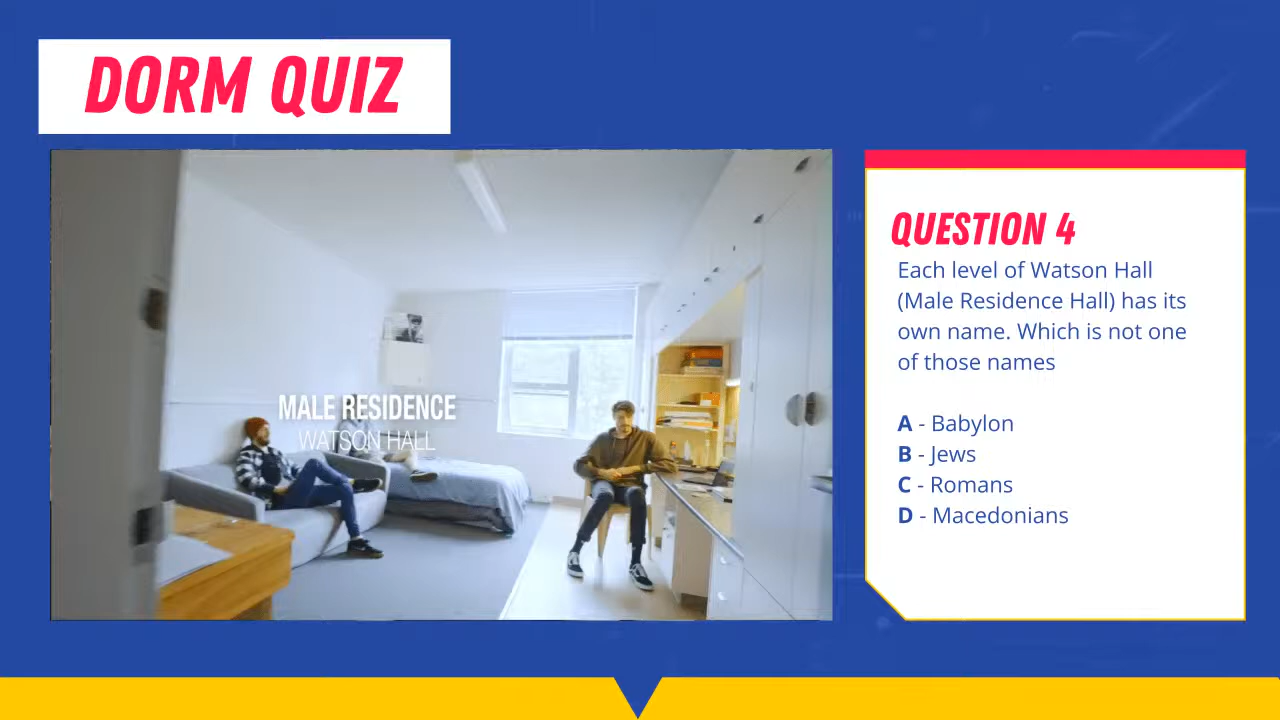 DORM QUIZ
MALE RESIDENCE
WATSON HALL
QUESTION 4
Each level of Watson Hall
(Male Residence Hall) has its
own name. Which is not one
of those names
A - Babylon
B - Jews
C - Romans
D - Macedonians